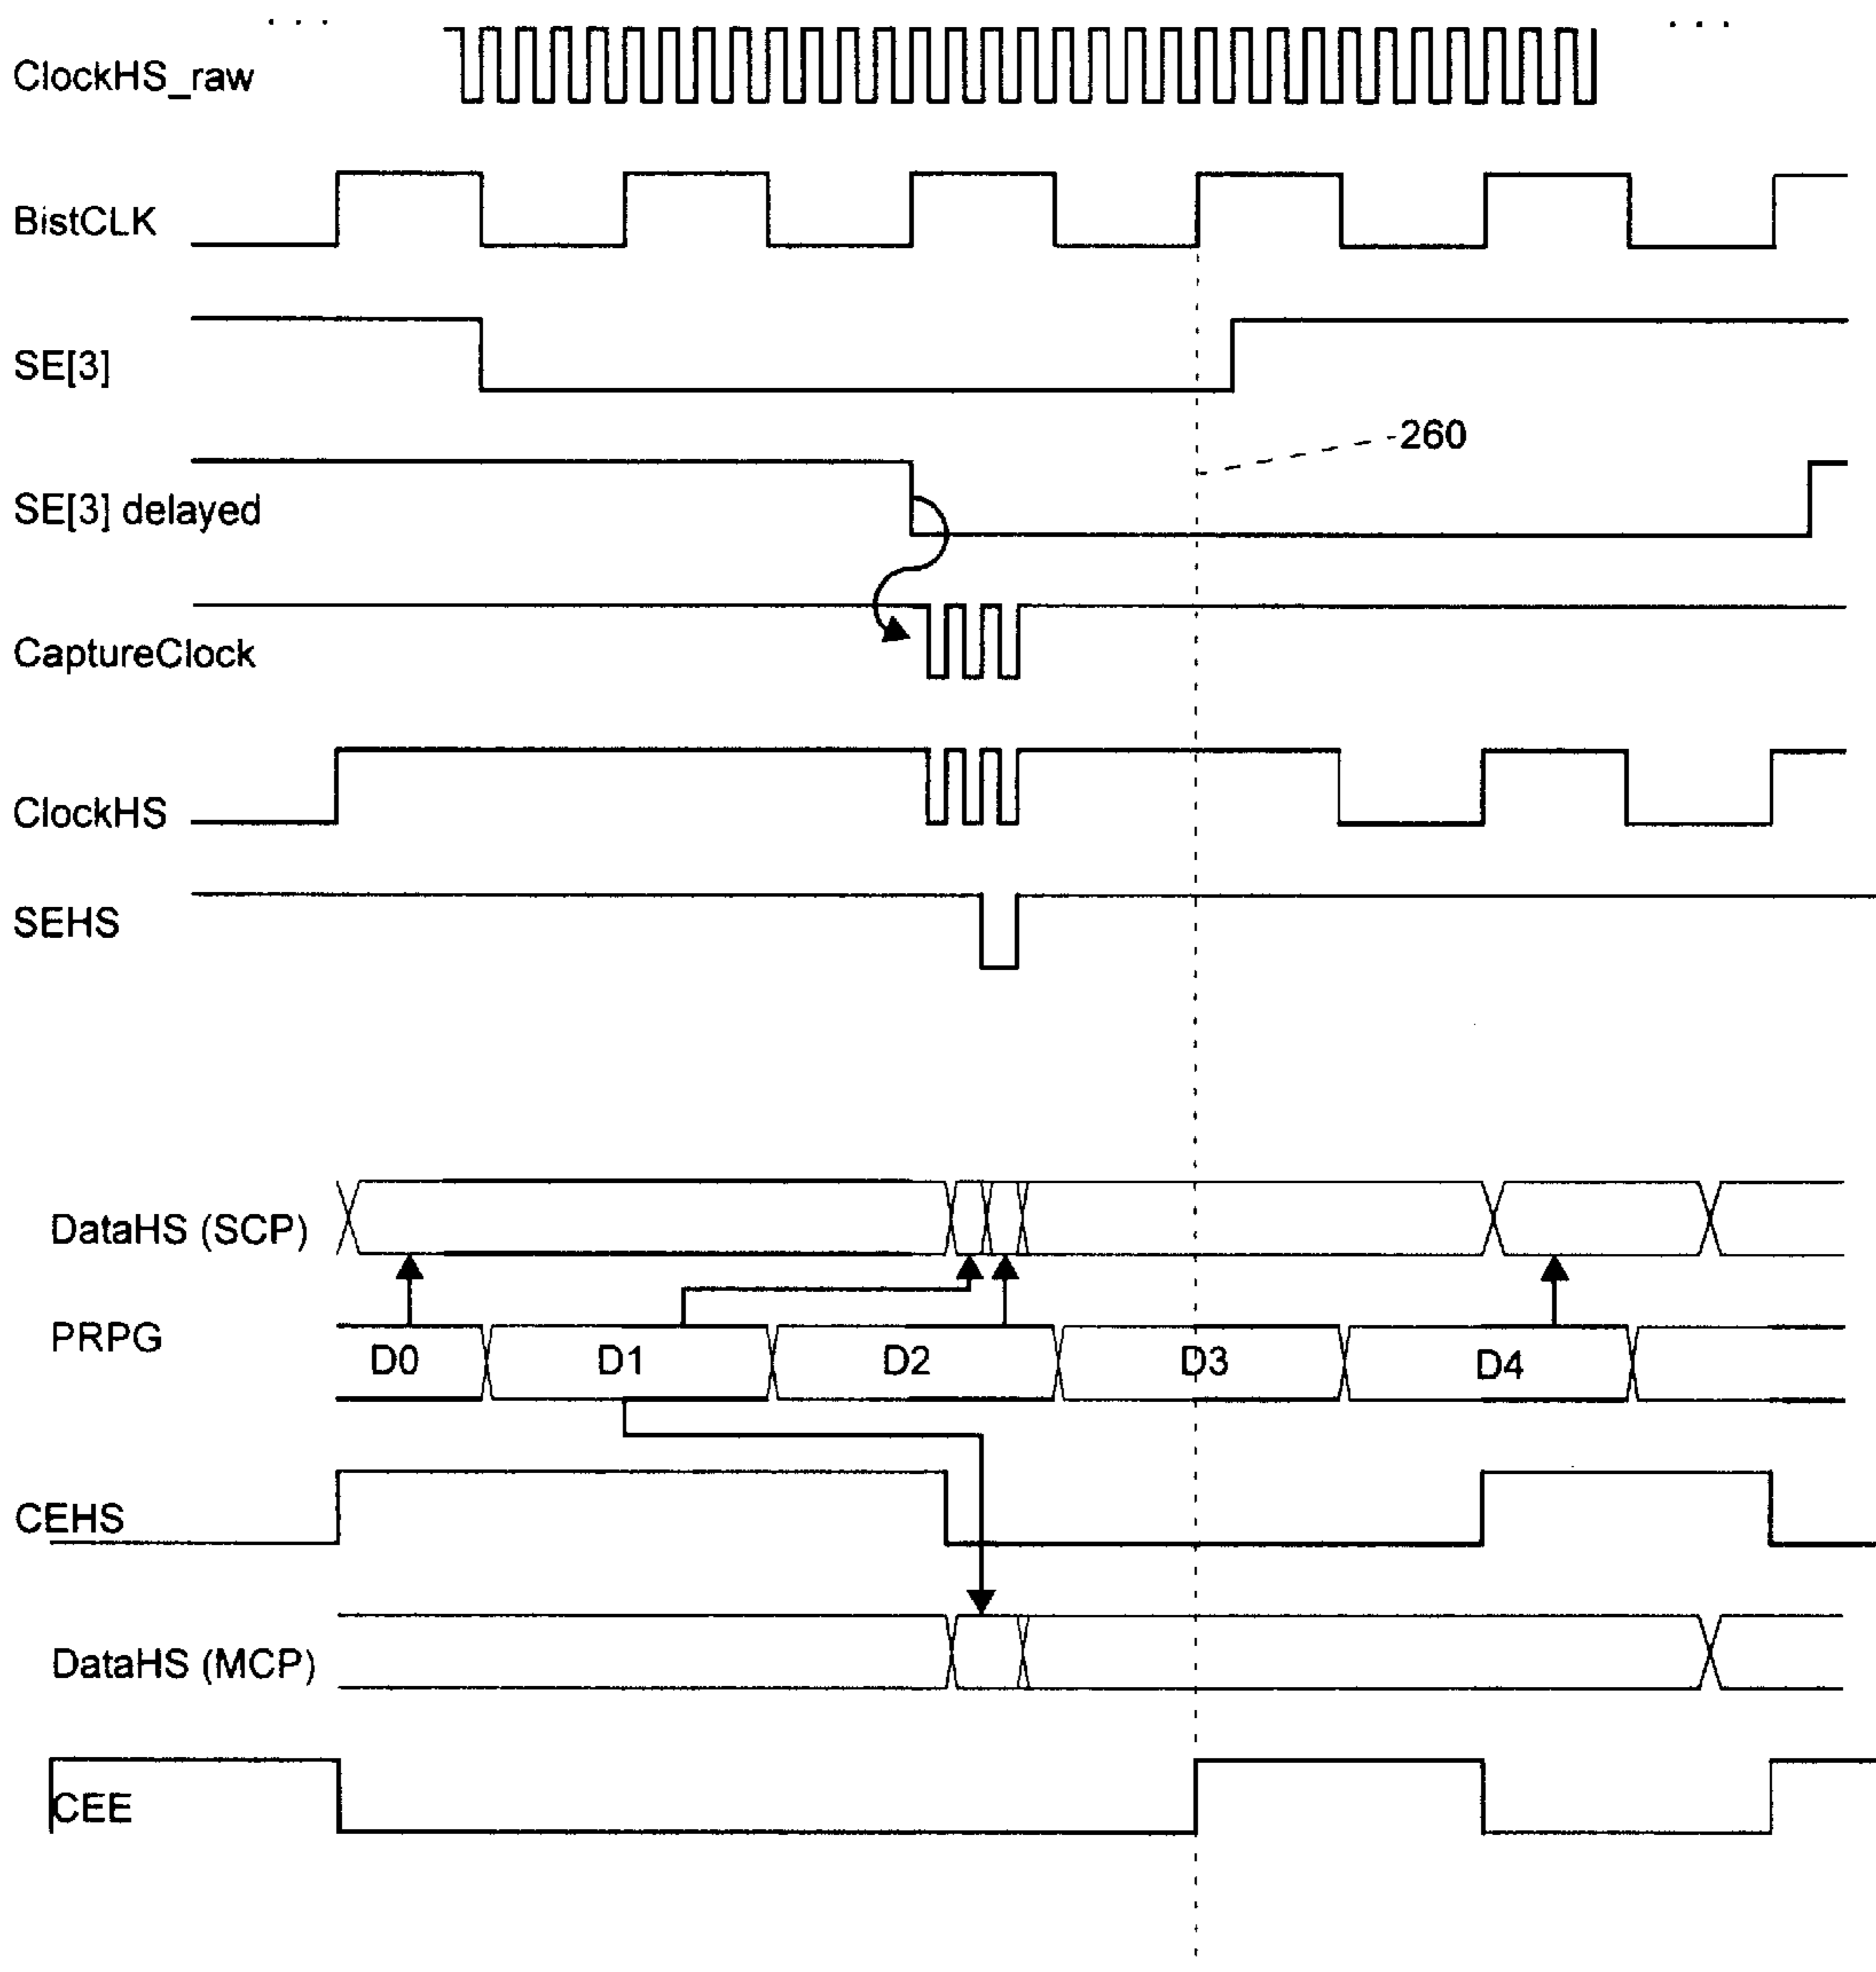 . . .
. . .
ClockHS_raw
BistCLK
SE[3]
260
SE[3] delayed
CaptureClock
ClockHS
SEHS
DataHS (SCP)
PRPG
D0 D1 D2 D3 D4
CEHS
DataHS (MCP)
CEE